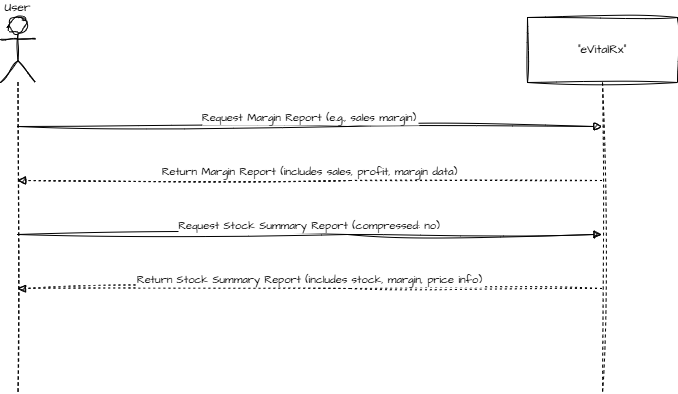 User
"eVitalRx"
Request Margin Report (e.g., sales margin)
Return Margin Report (includes sales, profit, margin data)
Request Stock Summary Report (compressed: no)
Return Stock Summary Report (includes stock, margin, price info)